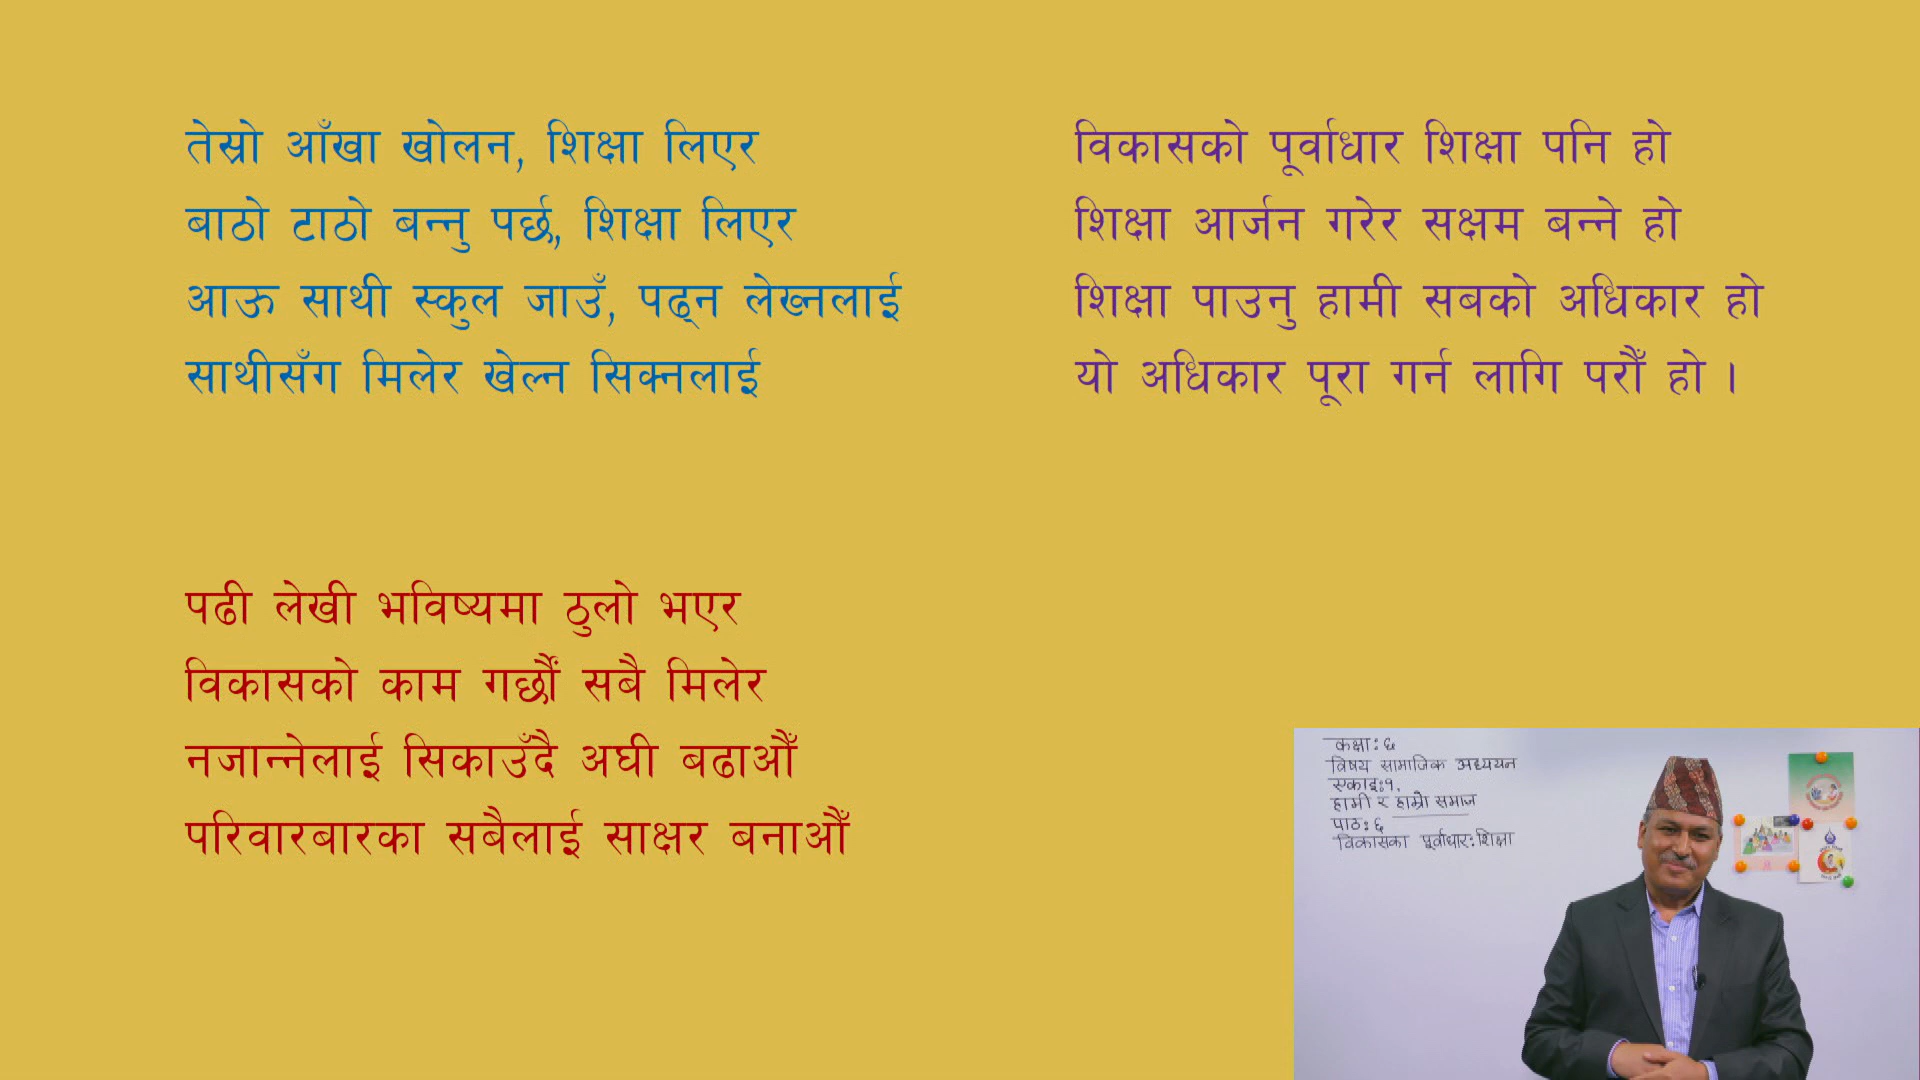 तेस्रो आँखा खोलन, शिक्षा लिएर
बाठो टाठो बन्नु पर्छ, शिक्षा लिएर
आऊ साथी स्कुल जाउँ, पढ्न लेख्नलाई
साथीसँग मिलेर खेल्न सिक्नलाई
पढी लेखी भविष्यमा ठुलो भएर
विकासको काम गर्छौं सबै मिलेर
नजान्नेलाई सिकाउँदै अघी बढाऔँ
परिवारबारका सबैलाई साक्षर बनाऔँ
विकासको पूर्वाधार शिक्षा पनि हो
शिक्षा आर्जन गरेर सक्षम बन्ने हो
शिक्षा पाउनु हामी सबको अधिकार हो
यो अधिकार पूरा गर्न लागि परौँ हो ।
कक्षा: ६
विषय सामाजिक अध्ययन
एकाइ:१.
हामी र हाम्रो समाज
पाठ: ६
विकासका पूर्वाधार: शिक्षा